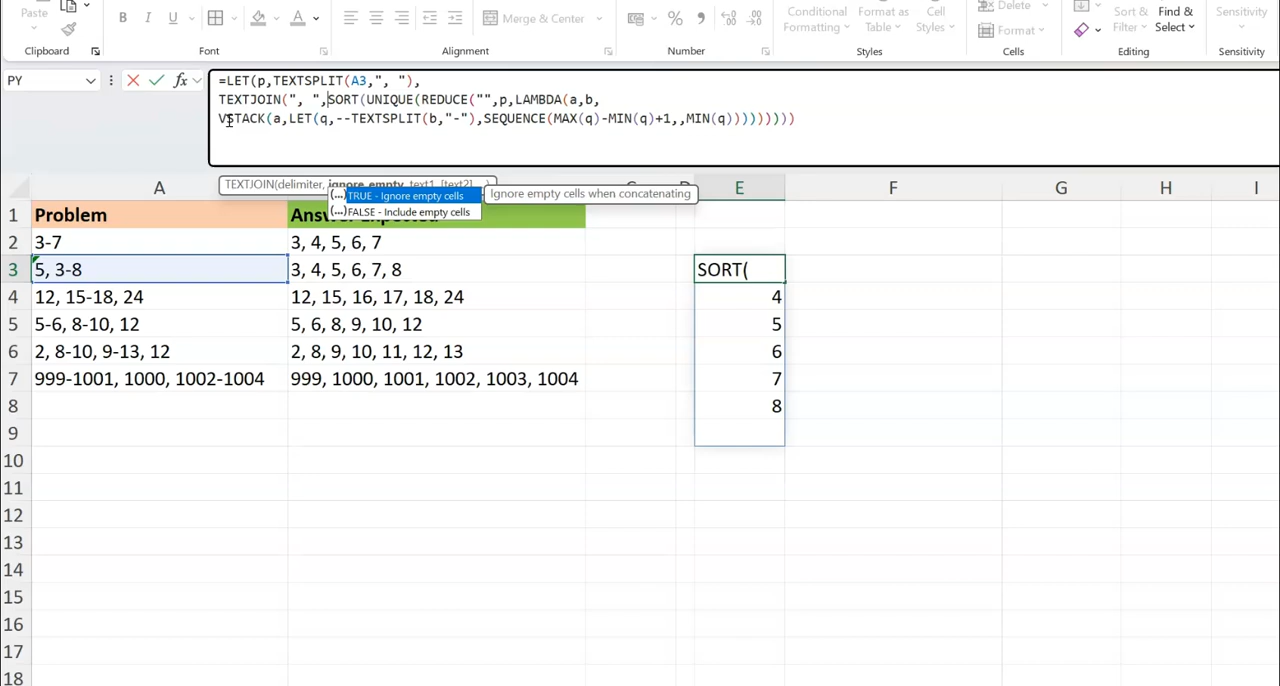 Paste
B I U A
Merge & Center
% 9
Conditional Formatting
Format as Table
Cell Styles
Delete
Format
Sort & Filter
Find & Select
Sensitivity
Clipboard Font Alignment Number Styles Cells Editing Sensitivity
PY fx =LET(p,TEXTSPLIT(A3,", "),
TEXTJOIN(", ",SORT(UNIQUE(REDUCE("",p,LAMBDA(a,b,
VSTACK(a,LET(q,--TEXTSPLIT(b,"-"),SEQUENCE(MAX(q)-MIN(q)+1,,MIN(q)))))))))
TEXTJOIN(delimiter, ignore_empty, text1, [text2], ...)
(...) TRUE - Ignore empty cells Ignore empty cells when concatenating
(...) FALSE - Include empty cells
A E F G H I
1 Problem Answer Expected
2 3-7 3, 4, 5, 6, 7
3 5, 3-8 3, 4, 5, 6, 7, 8 SORT(
4 12, 15-18, 24 12, 15, 16, 17, 18, 24 4
5 5-6, 8-10, 12 5, 6, 8, 9, 10, 12 5
6 2, 8-10, 9-13, 12 2, 8, 9, 10, 11, 12, 13 6
7 999-1001, 1000, 1002-1004 999, 1000, 1001, 1002, 1003, 1004 7
8 8
9
10
11
12
13
14
15
16
17
18